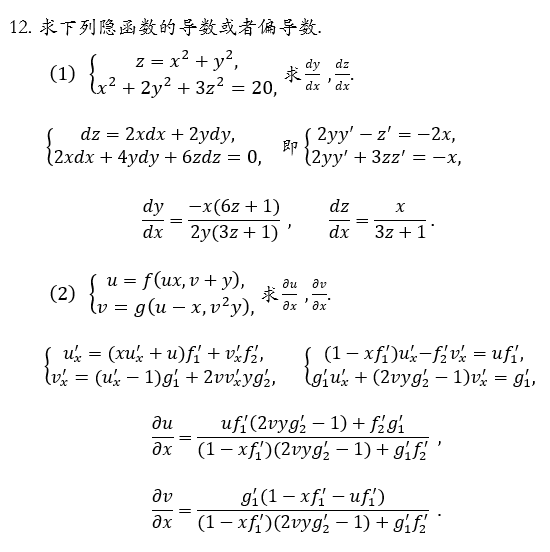 12. 求下列隐函数的导数或者偏导数.
(1) { z = x² + y², x² + 2y² + 3z² = 20, 求 dy/dx , dz/dx.
{ dz = 2xdx + 2ydy, 2xdx + 4ydy + 6zdz = 0, 即 { 2yy′ − z′ = −2x, 2yy′ + 3zz′ = −x,
dy/dx = −x(6z + 1)/2y(3z + 1) , dz/dx = x/3z + 1 .
(2) { u = f(ux, v + y), v = g(u − x, v²y), 求 ∂u/∂x , ∂v/∂x.
{ u′ₓ = (xu′ₓ + u)f′₁ + v′ₓf′₂, v′ₓ = (u′ₓ − 1)g′₁ + 2vv′ₓyg′₂, { (1 − xf′₁)u′ₓ−f′₂v′ₓ = uf′₁, g′₁u′ₓ + (2vyg′₂ − 1)v′ₓ = g′₁,
∂u/∂x = uf′₁(2vyg′₂ − 1) + f′₂g′₁/(1 − xf′₁)(2vyg′₂ − 1) + g′₁f′₂ ,
∂v/∂x = g′₁(1 − xf′₁ − uf′₁)/(1 − xf′₁)(2vyg′₂ − 1) + g′₁f′₂ .